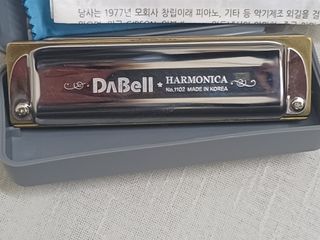 당사는 1977년 모회사 창립이래 피아노, 기타 등 악기제조 외길을 걸
DaBell HARMONICA
No.1102 MADE IN KOREA